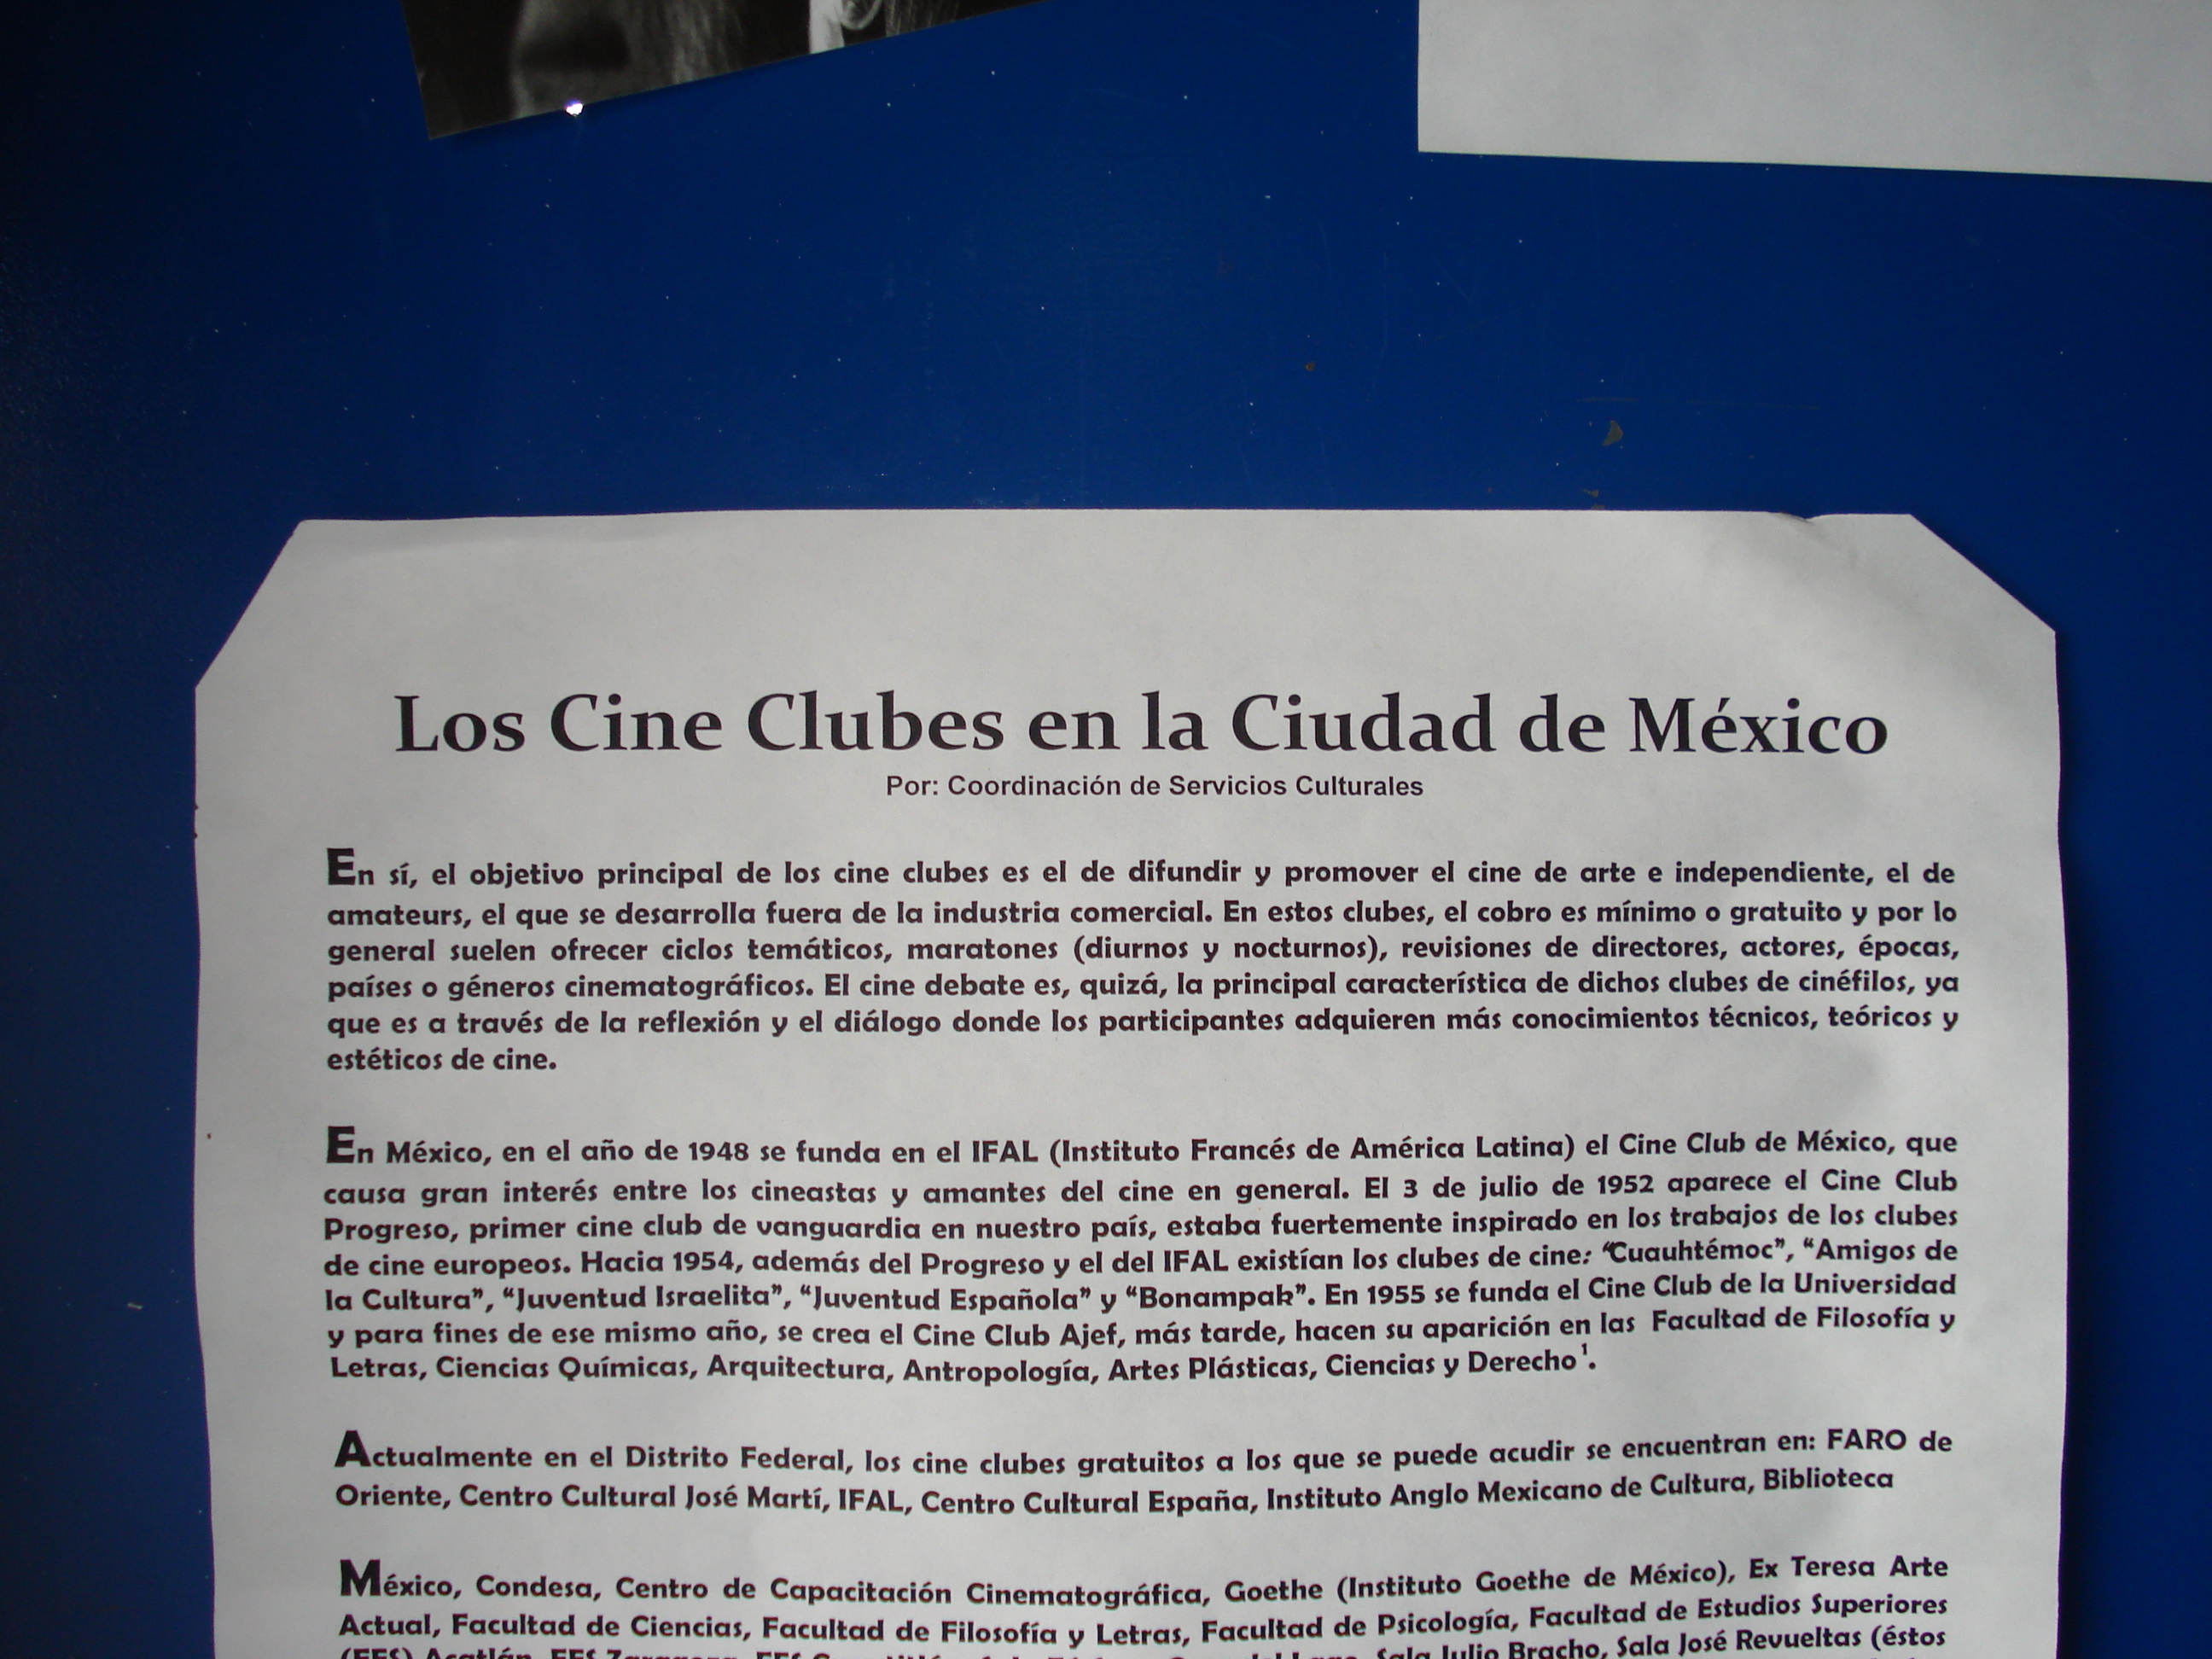 Los Cine Clubes en la Ciudad de México
Por: Coordinación de Servicios Culturales
En sí, el objetivo principal de los cine clubes es el de difundir y promover el cine de arte e independiente, el de
amateurs, el que se desarrolla fuera de la industria comercial. En estos clubes, el cobro es mínimo o gratuito y por lo
general suelen ofrecer ciclos temáticos, maratones (diurnos y nocturnos), revisiones de directores, actores, épocas,
países o géneros cinematográficos. El cine debate es, quizá, la principal característica de dichos clubes de cinéfilos, ya
que es a través de la reflexión y el diálogo donde los participantes adquieren más conocimientos técnicos, teóricos y
estéticos de cine.
En México, en el año de 1948 se funda en el IFAL (Instituto Francés de América Latina) el Cine Club de México, que
causa gran interés entre los cineastas y amantes del cine en general. El 3 de julio de 1952 aparece el Cine Club
Progreso, primer cine club de vanguardia en nuestro país, estaba fuertemente inspirado en los trabajos de los clubes
de cine europeos. Hacia 1954, además del Progreso y el del IFAL existían los clubes de cine: “Cuauhtémoc”, “Amigos de
la Cultura”, “Juventud Israelita”, “Juventud Española” y “Bonampak”. En 1955 se funda el Cine Club de la Universidad
y para fines de ese mismo año, se crea el Cine Club Ajef, más tarde, hacen su aparición en las Facultad de Filosofía y
Letras, Ciencias Químicas, Arquitectura, Antropología, Artes Plásticas, Ciencias y Derecho¹.
Actualmente en el Distrito Federal, los cine clubes gratuitos a los que se puede acudir se encuentran en: FARO de
Oriente, Centro Cultural José Martí, IFAL, Centro Cultural España, Instituto Anglo Mexicano de Cultura, Biblioteca
México, Condesa, Centro de Capacitación Cinematográfica, Goethe (Instituto Goethe de México), Ex Teresa Arte
Actual, Facultad de Ciencias, Facultad de Filosofía y Letras, Facultad de Psicología, Facultad de Estudios Superiores
(FES) Acatlán, FES Zaragoza, FES Sala Julio Bracho, Sala José Revueltas (éstos